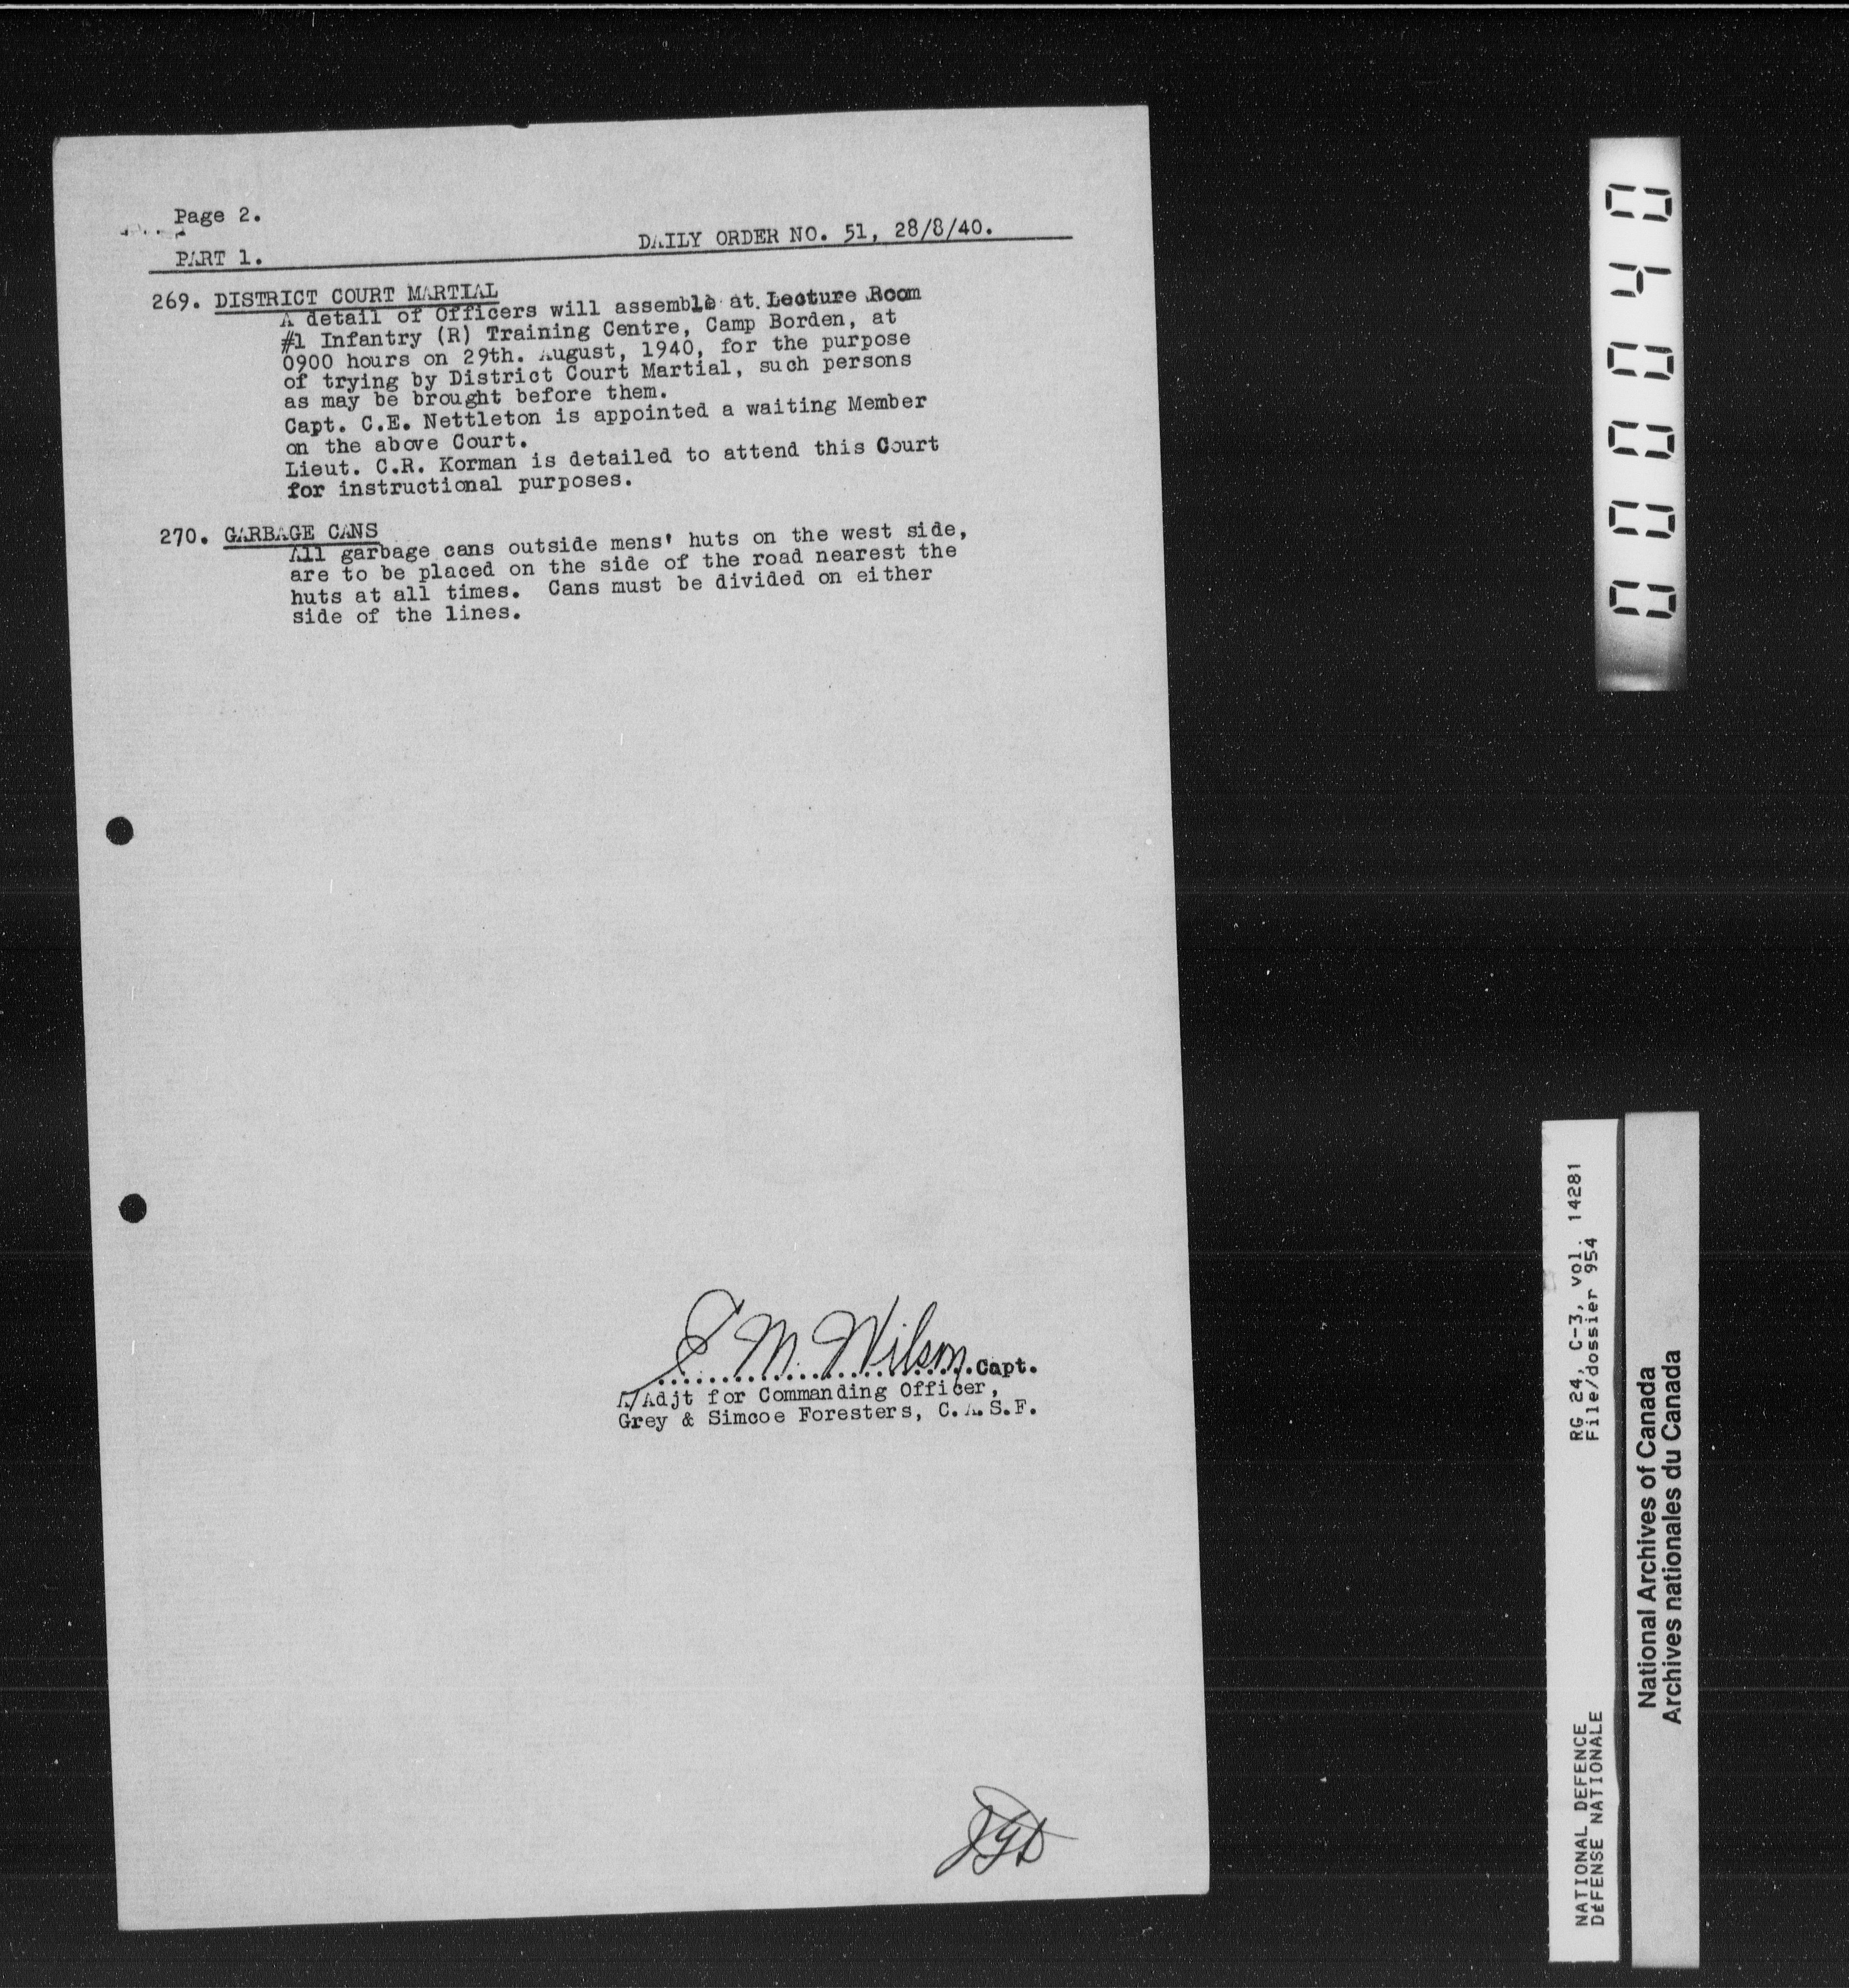 Page 2.
DAILY ORDER NO. 51, 28/8/40.
PART 1.
269. DISTRICT COURT MARTIAL
A detail of Officers will assemble at Lecture Room
#1 Infantry (R) Training Centre, Camp Borden, at
0900 hours on 29th. August, 1940, for the purpose
of trying by District Court Martial, such persons
as may be brought before them.
Capt. C.E. Nettleton is appointed a waiting Member
on the above Court.
Lieut. C.R. Korman is detailed to attend this Court
for instructional purposes.
270. GARBAGE CANS
All garbage cans outside mens' huts on the west side,
are to be placed on the side of the road nearest the
huts at all times. Cans must be divided on either
side of the lines.
M. Wilson Capt.
A/Adjt for Commanding Officer,
Grey & Simcoe Foresters, C.A.S.F.
000040
RG 24, C-3, vol. 14281
File/dossier 954
NATIONAL DEFENCE
DÉFENSE NATIONALE
National Archives of Canada
Archives nationales du Canada